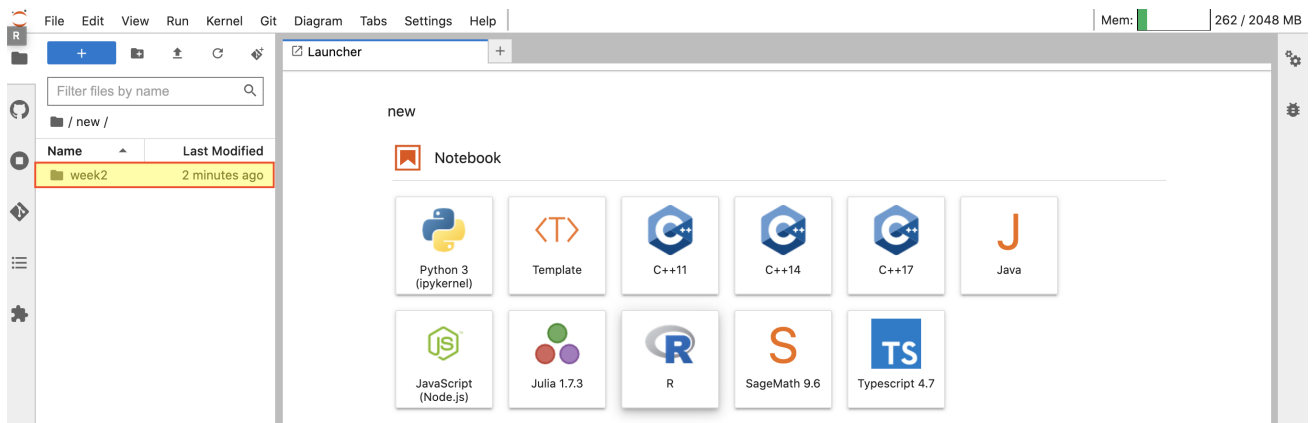 File Edit View Run Kernel Git Diagram Tabs Settings Help
Mem: 262 / 2048 MB
R
+
Launcher
+
Filter files by name
/ new /
Name Last Modified
week2 2 minutes ago
new
Notebook
Python 3
(ipykernel)
<T>
Template
C++
C++11
C++
C++14
C++
C++17
J
Java
JS
JavaScript
(Node.js)
Julia 1.7.3
R
R
S
SageMath 9.6
TS
Typescript 4.7